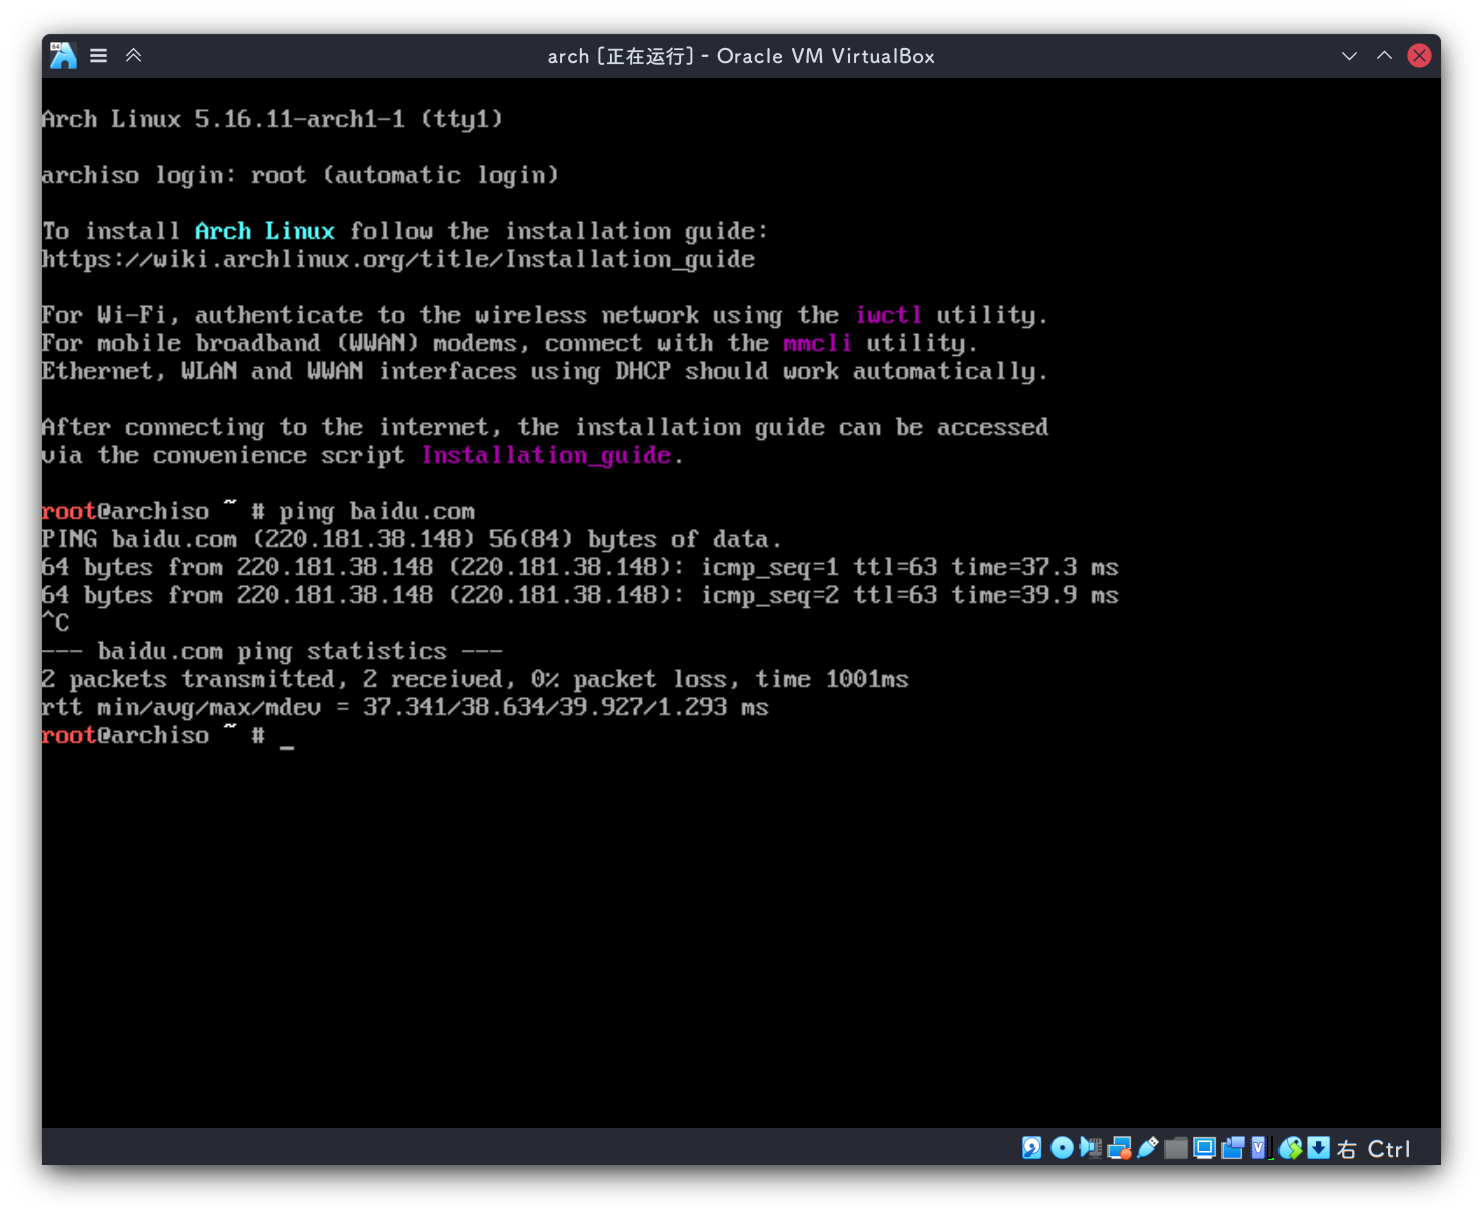 64
arch [正在运行] - Oracle VM VirtualBox
Arch Linux 5.16.11-arch1-1 (tty1)
archiso login: root (automatic login)
To install Arch Linux follow the installation guide:
https://wiki.archlinux.org/title/Installation_guide
For Wi-Fi, authenticate to the wireless network using the iwctl utility.
For mobile broadband (WWAN) modems, connect with the mmcli utility.
Ethernet, WLAN and WWAN interfaces using DHCP should work automatically.
After connecting to the internet, the installation guide can be accessed
via the convenience script Installation_guide.
root@archiso ~ # ping baidu.com
PING baidu.com (220.181.38.148) 56(84) bytes of data.
64 bytes from 220.181.38.148 (220.181.38.148): icmp_seq=1 ttl=63 time=37.3 ms
64 bytes from 220.181.38.148 (220.181.38.148): icmp_seq=2 ttl=63 time=39.9 ms
^C
--- baidu.com ping statistics ---
2 packets transmitted, 2 received, 0% packet loss, time 1001ms
rtt min/avg/max/mdev = 37.341/38.634/39.927/1.293 ms
root@archiso ~ # _
V
右 Ctrl